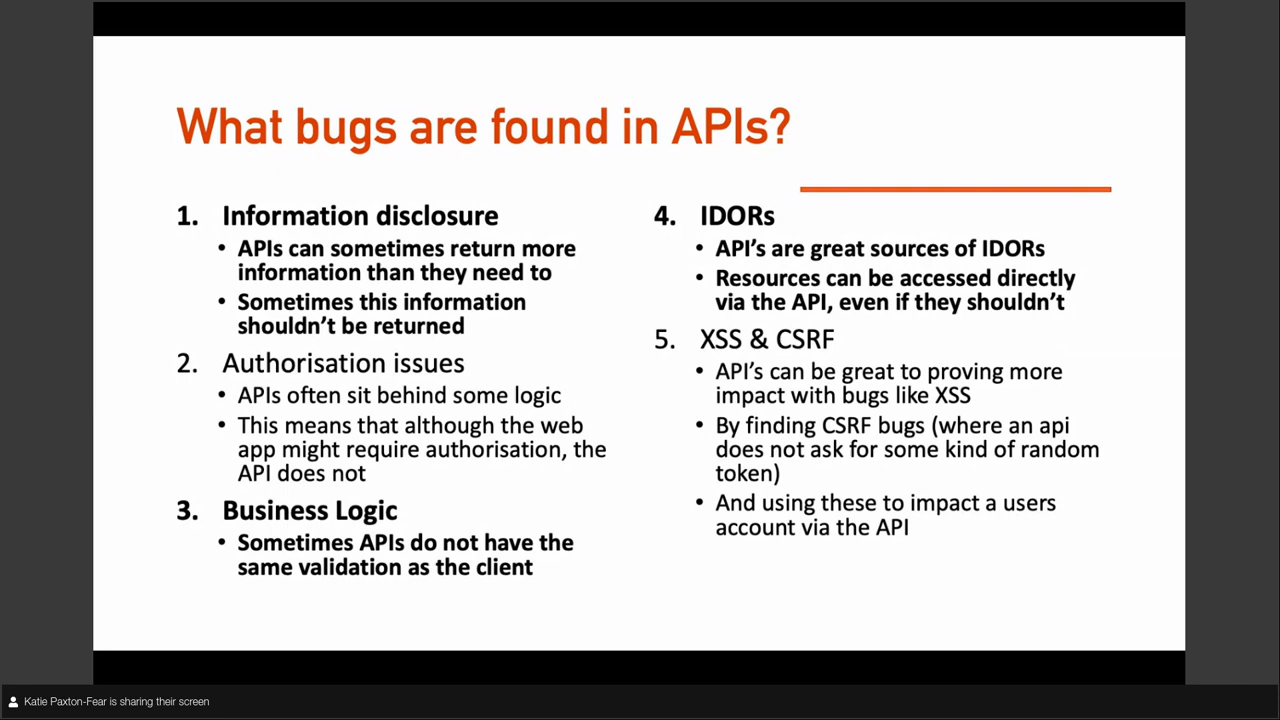 What bugs are found in APIs?
1. Information disclosure
• APIs can sometimes return more
information than they need to
• Sometimes this information
shouldn’t be returned
2. Authorisation issues
• APIs often sit behind some logic
• This means that although the web
app might require authorisation, the
API does not
3. Business Logic
• Sometimes APIs do not have the
same validation as the client
4. IDORs
• API’s are great sources of IDORs
• Resources can be accessed directly
via the API, even if they shouldn’t
5. XSS & CSRF
• API’s can be great to proving more
impact with bugs like XSS
• By finding CSRF bugs (where an api
does not ask for some kind of random
token)
• And using these to impact a users
account via the API
Katie Paxton-Fear is sharing their screen